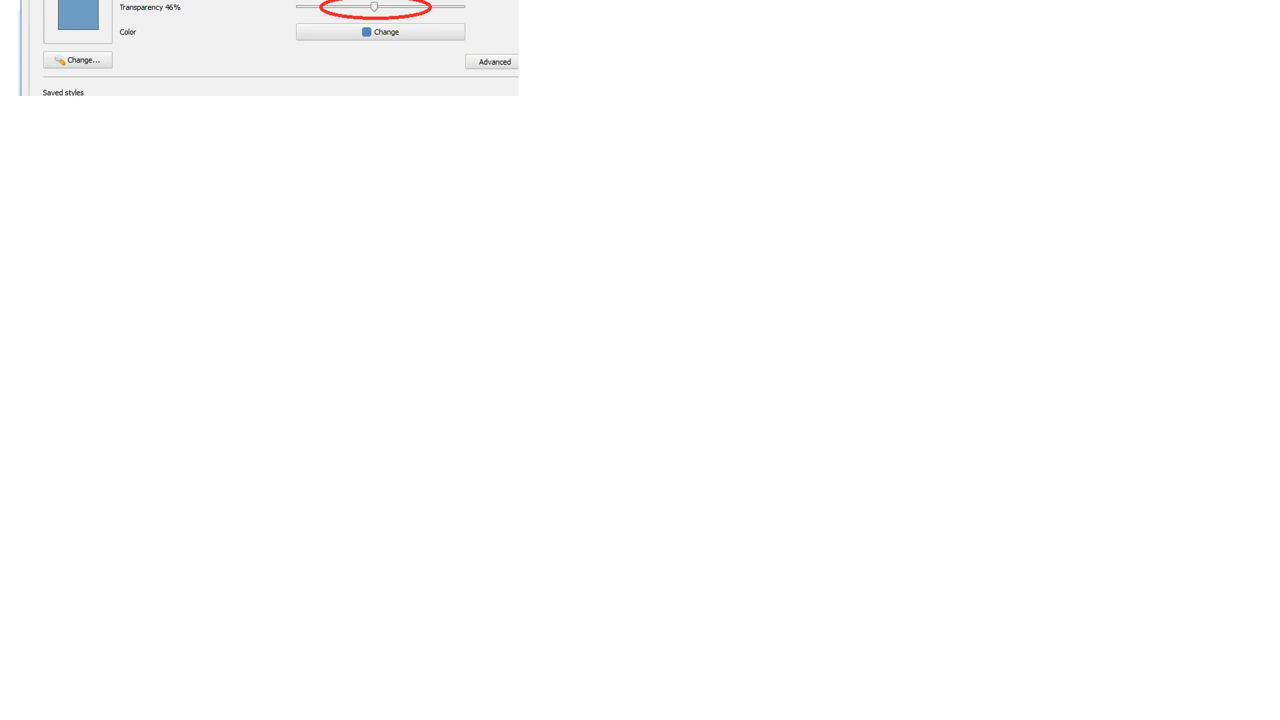 Transparency 46%
Color
Change
Change...
Advanced
Saved styles